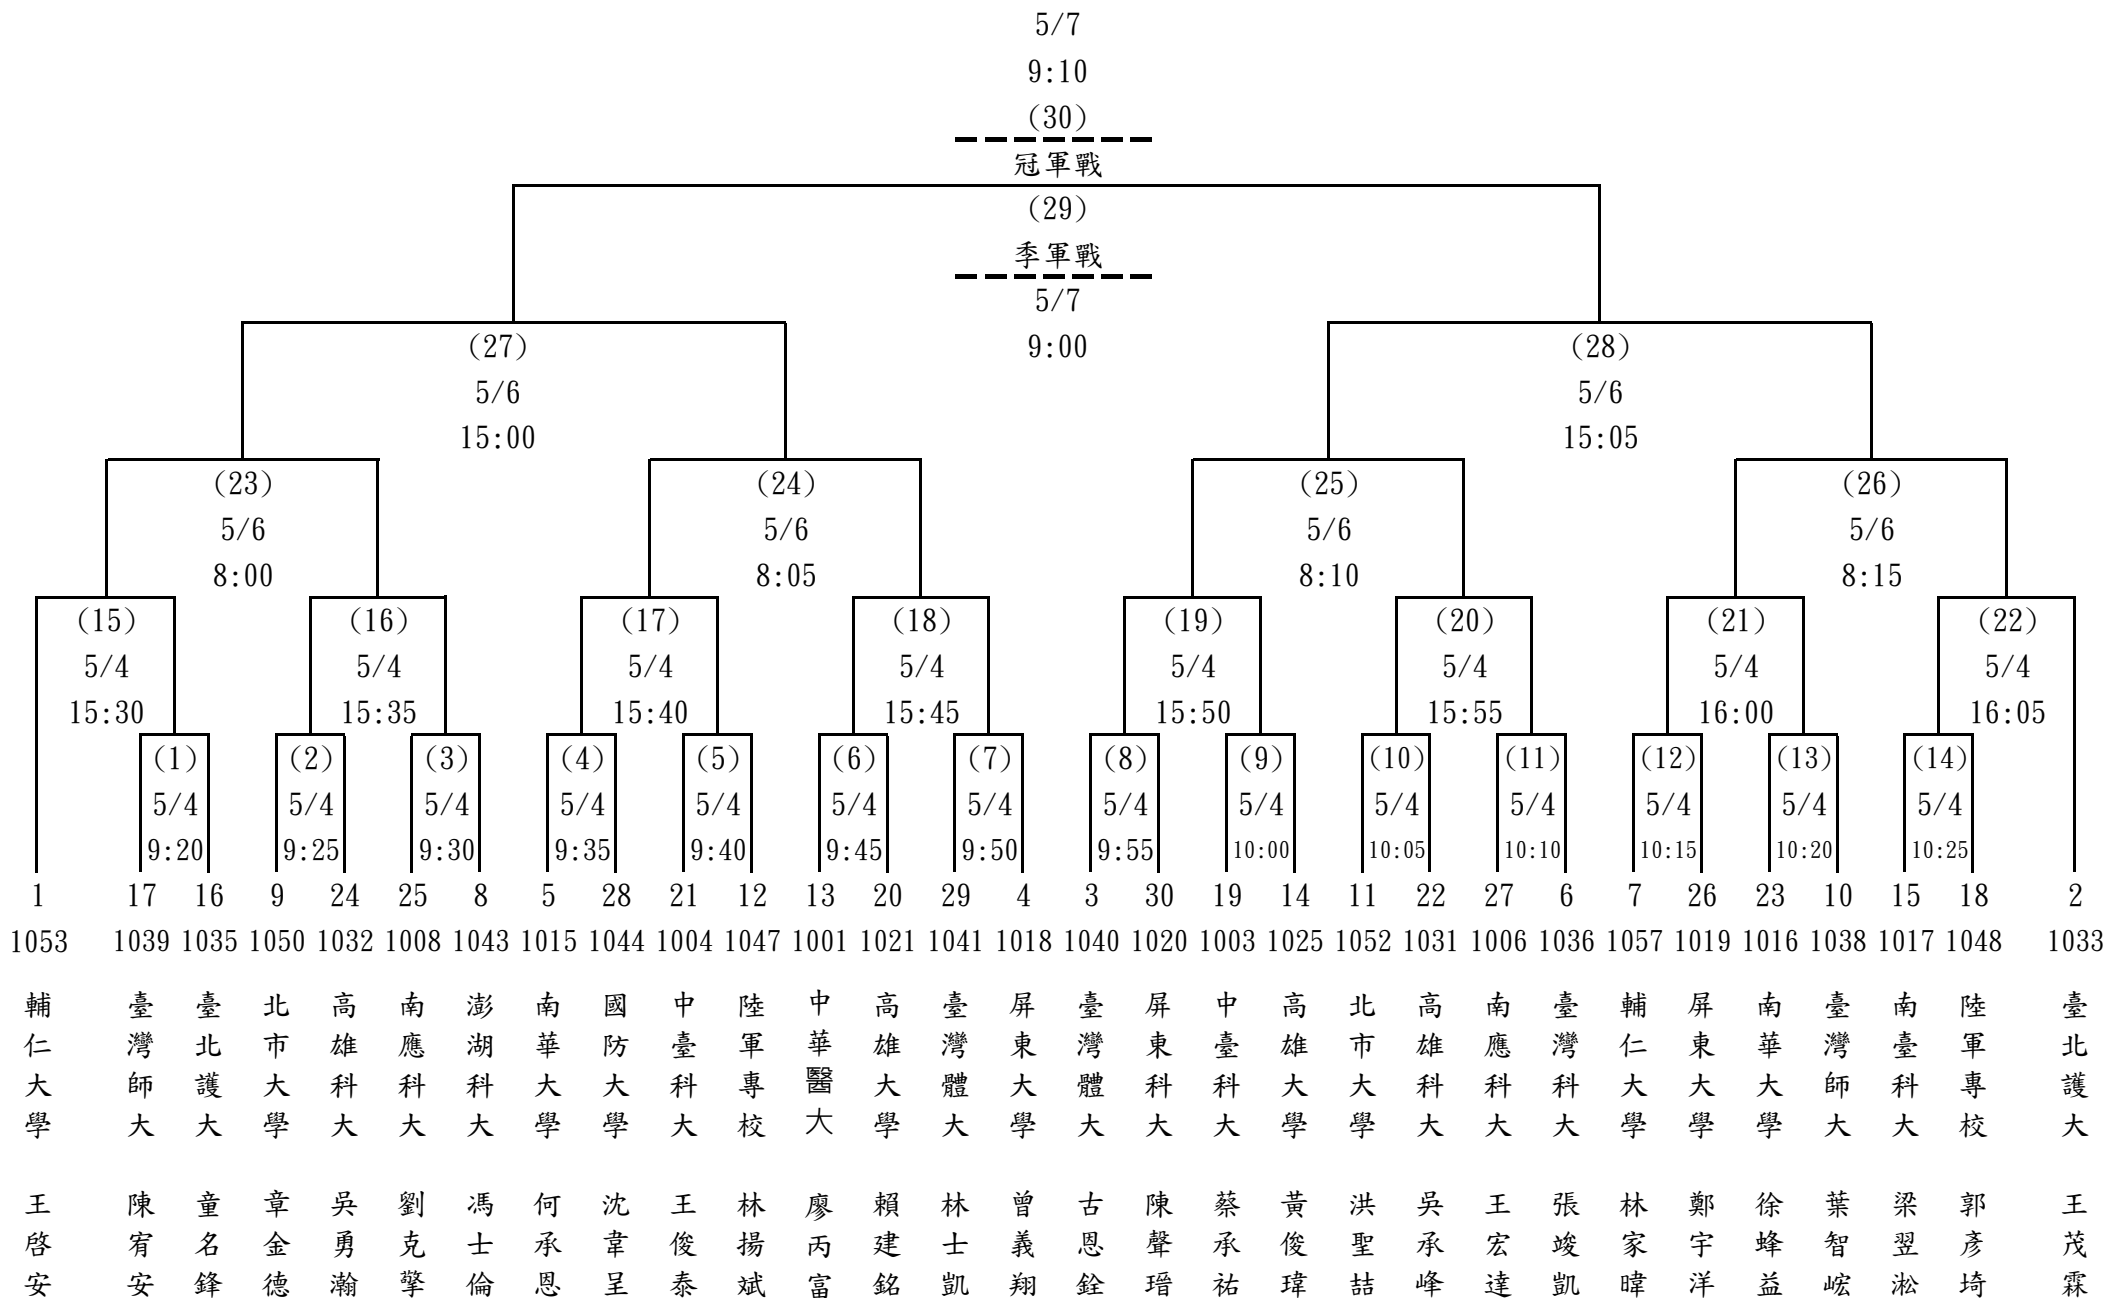 5/7
9:10
(30)
冠軍戰
(29)
季軍戰
5/7
9:00
(27) (28)
5/6 5/6
15:00 15:05
(23) (24) (25) (26)
5/6 5/6 5/6 5/6
8:00 8:05 8:10 8:15
(15) (16) (17) (18) (19) (20) (21) (22)
5/4 5/4 5/4 5/4 5/4 5/4 5/4 5/4
15:30 15:35 15:40 15:45 15:50 15:55 16:00 16:05
(1) (2) (3) (4) (5) (6) (7) (8) (9) (10) (11) (12) (13) (14)
5/4 5/4 5/4 5/4 5/4 5/4 5/4 5/4 5/4 5/4 5/4 5/4 5/4 5/4
9:20 9:25 9:30 9:35 9:40 9:45 9:50 9:55 10:00 10:05 10:10 10:15 10:20 10:25
1 17 16 9 24 25 8 5 28 21 12 13 20 29 4 3 30 19 14 11 22 27 6 7 26 23 10 15 18 2
1053 1039 1035 1050 1032 1008 1043 1015 1044 1004 1047 1001 1021 1041 1018 1040 1020 1003 1025 1052 1031 1006 1036 1057 1019 1016 1038 1017 1048 1033
輔仁大學 臺灣師大 臺北護大 北市大學 高雄科大 南應科大 澎湖科大 南華大學 國防大學 中臺科大 陸軍專校 中華醫大 高雄大學 臺灣體大 屏東大學 臺灣體大 屏東科大 中臺科大 高雄大學 北市大學 高雄科大 南應科大 臺灣科大 輔仁大學 屏東大學 南華大學 臺灣師大 南臺科大 陸軍專校 臺北護大
王啓安 陳宥安 童名鋒 章金德 吳勇瀚 劉克擎 馮士倫 何承恩 沈韋呈 王俊泰 林揚斌 廖丙富 賴建銘 林士凱 曾義翔 古恩銓 陳聲瑨 蔡承祐 黃俊瑋 洪聖喆 吳承峰 王宏達 張竣凱 林家暐 鄭宇洋 徐蜂益 葉智峵 梁翌淞 郭彥埼 王茂霖